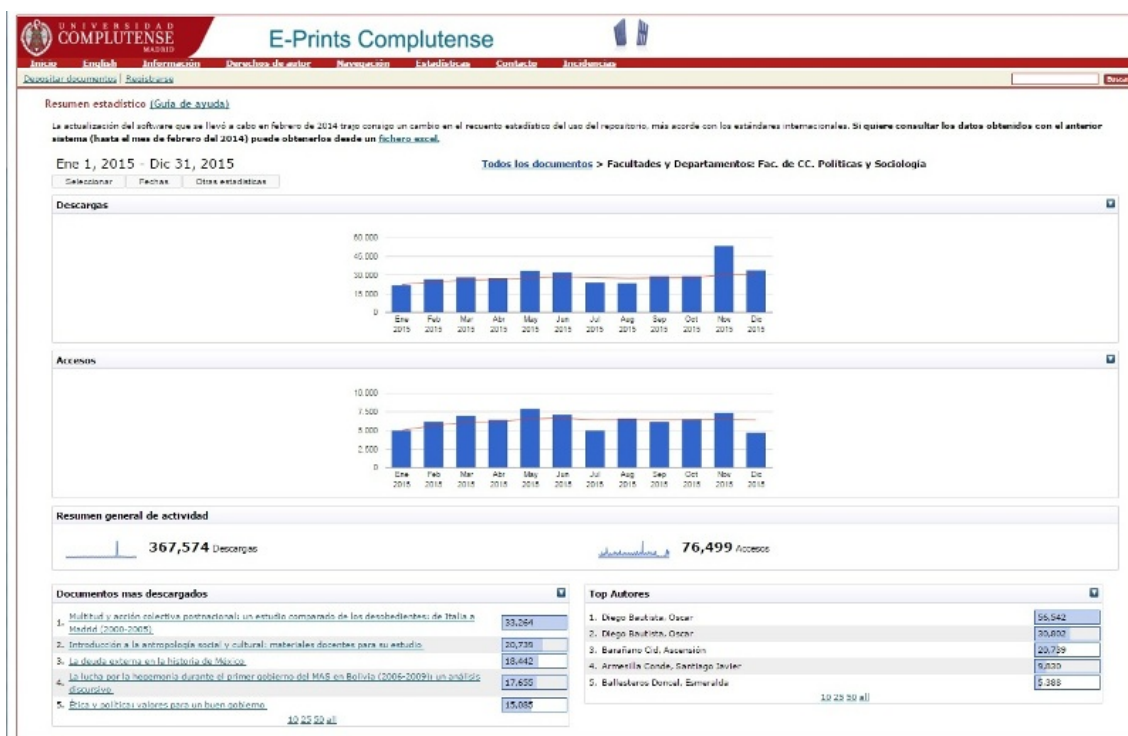 UNIVERSIDAD
COMPLUTENSE
MADRID
E-Prints Complutense
Inicio English Información Derechos de autor Navegación Estadísticas Contacto Incidencias
Depositar documentos | Registrarse
Buscar
Resumen estadístico (Guía de ayuda)
La actualización del software que se llevó a cabo en febrero de 2014 trajo consigo un cambio en el recuento estadístico del uso del repositorio, más acorde con los estándares internacionales. Si quiere consultar los datos obtenidos con el anterior
sistema (hasta el mes de febrero del 2014) puede obtenerlos desde un fichero excel.
Ene 1, 2015 - Dic 31, 2015
Todos los documentos > Facultades y Departamentos: Fac. de CC. Políticas y Sociología
Seleccionar Fechas Otras estadísticas
Descargas
60.000
45.000
30.000
15.000
0
Ene Feb Mar Abr May Jun Jul Aug Sep Oct Nov Dic
2015 2015 2015 2015 2015 2015 2015 2015 2015 2015 2015 2015
Accesos
10.000
7.500
5.000
2.500
0
Ene Feb Mar Abr May Jun Jul Aug Sep Oct Nov Dic
2015 2015 2015 2015 2015 2015 2015 2015 2015 2015 2015 2015
Resumen general de actividad
367,574 Descargas
76,499 Accesos
Documentos mas descargados
1. Multitud y acción colectiva postnacional: un estudio comparado de los desobedientes: de Italia a
Madrid (2000-2005) 33,264
2. Introducción a la antropología social y cultural: materiales docentes para su estudio 20,739
3. La deuda externa en la historia de México 18,442
4. La lucha por la hegemonía durante el primer gobierno del MAS en Bolivia (2006-2009): un análisis
discursivo 17,655
5. Ética y política: valores para un buen gobierno 15,085
10 25 50 all
Top Autores
1. Diego Bautista, Oscar 56,542
2. Diego Bautista, Oscar 30,802
3. Barañano Cid, Ascensión 20,739
4. Armesilla Conde, Santiago Javier 9,830
5. Ballesteros Doncel, Esmeralda 5,388
10 25 50 all